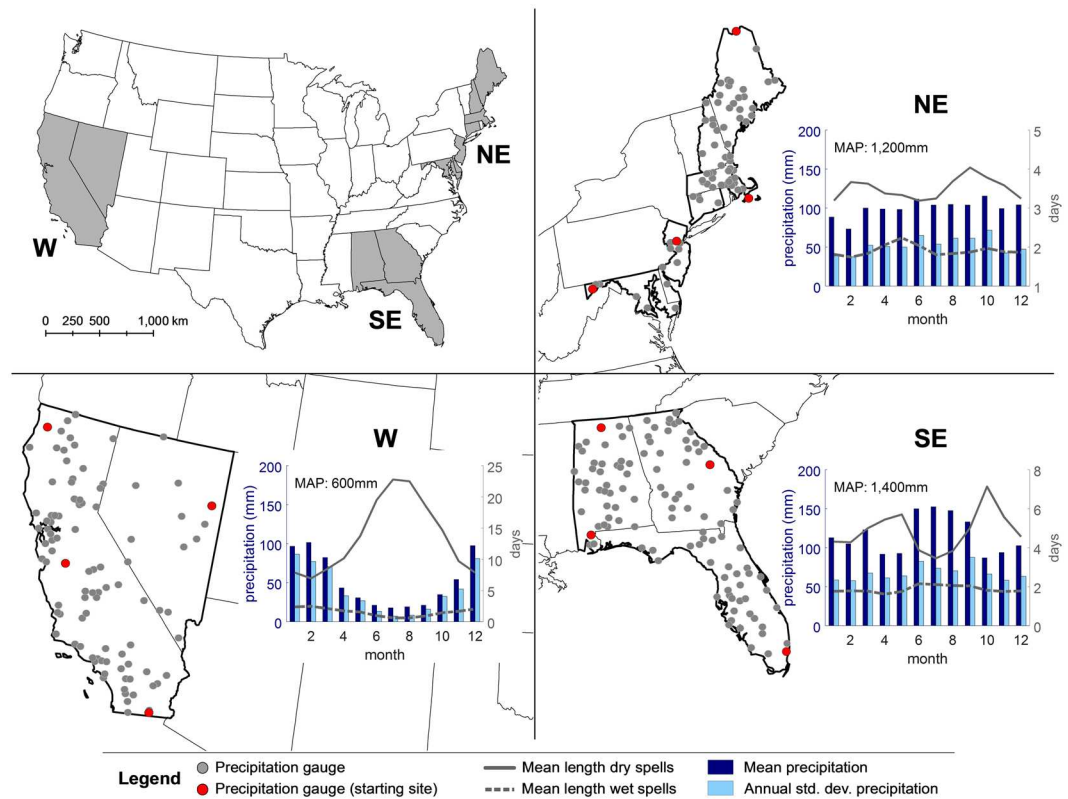 W
NE
SE
0 250 500 1,000 km
NE
MAP: 1,200mm
precipitation (mm)
200
150
100
50
0
5
4
3
2
1
days
2 4 6 8 10 12
month
W
MAP: 600mm
precipitation (mm)
200
150
100
50
0
25
20
15
10
5
0
days
2 4 6 8 10 12
month
SE
MAP: 1,400mm
precipitation (mm)
200
150
100
50
0
8
6
4
2
0
days
2 4 6 8 10 12
month
Legend
Precipitation gauge
Precipitation gauge (starting site)
Mean length dry spells
Mean length wet spells
Mean precipitation
Annual std. dev. precipitation